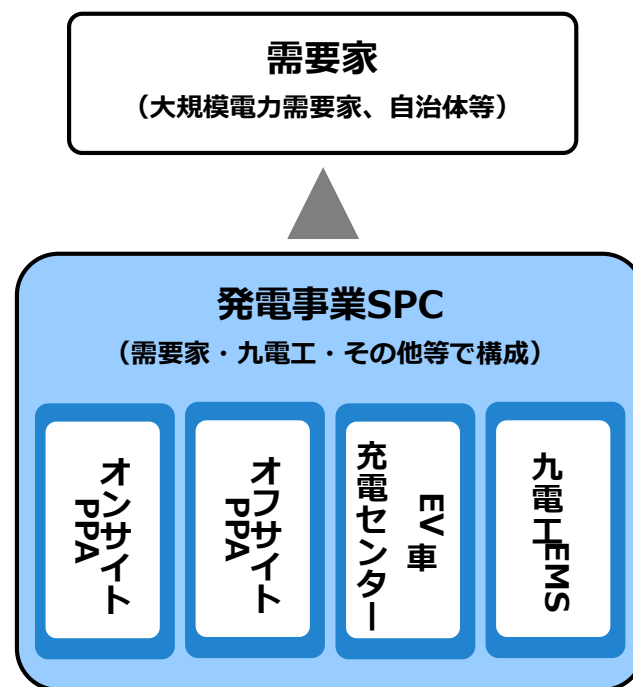 需要家
（大規模電力需要家、自治体等）
発電事業SPC
（需要家・九電工・その他等で構成）
オンサイト
PPA
オフサイト
PPA
EV車
充電センター
九電工EMS